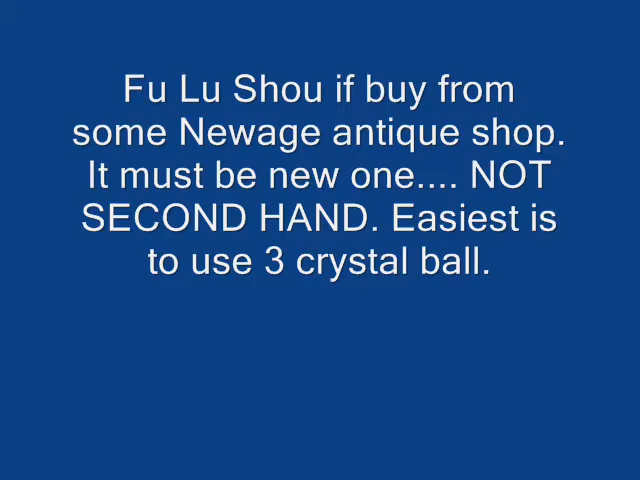 Fu Lu Shou if buy from
some Newage antique shop.
It must be new one.... NOT
SECOND HAND. Easiest is
to use 3 crystal ball.